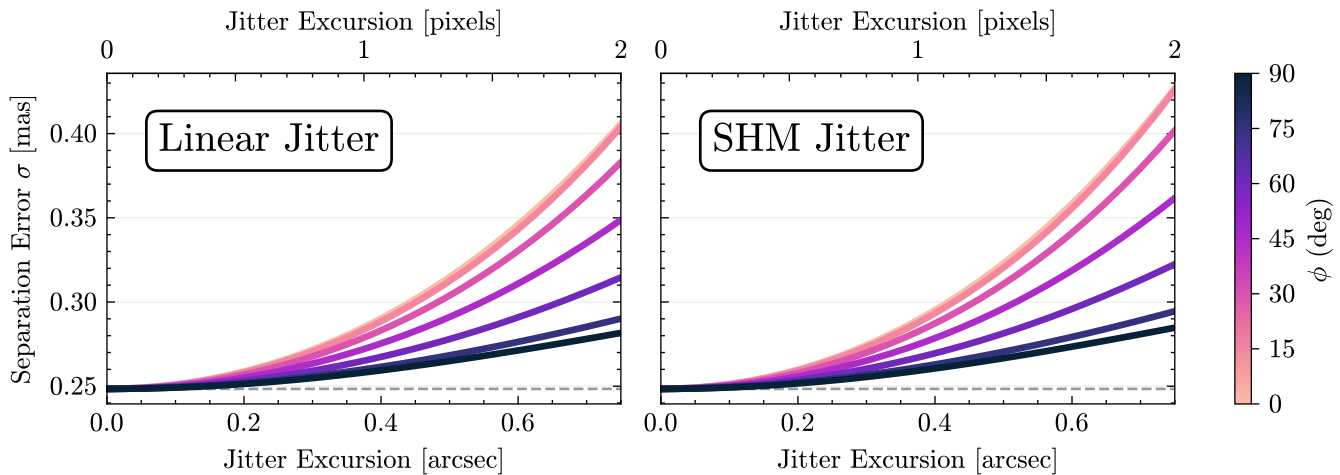 Jitter Excursion [pixels]
0 1 2
Jitter Excursion [pixels]
0 1 2
Separation Error σ [mas]
0.40
0.35
0.30
0.25
Linear Jitter
SHM Jitter
0.0 0.2 0.4 0.6
Jitter Excursion [arcsec]
0.0 0.2 0.4 0.6
Jitter Excursion [arcsec]
90
75
60
45
30
15
0
ϕ (deg)